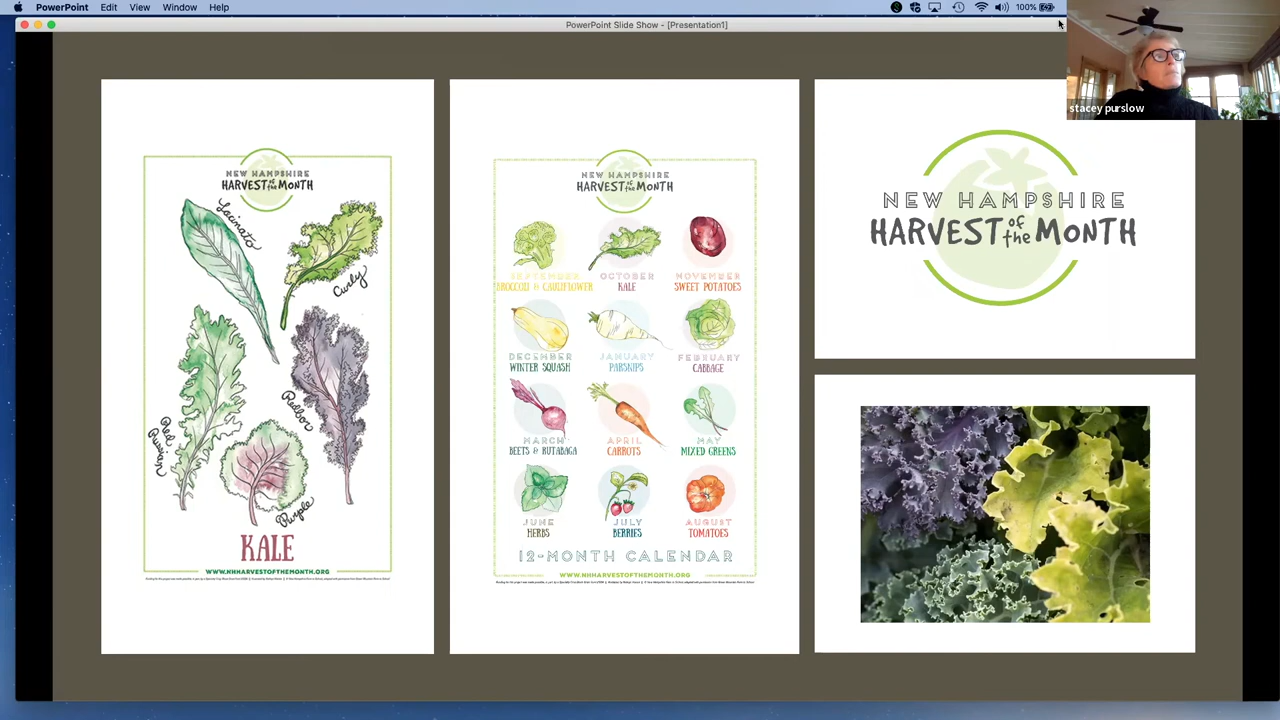 PowerPoint Edit View Window Help
100%
PowerPoint Slide Show - [Presentation1]
stacey purslow
NEW HAMPSHIRE
HARVEST of the MONTH
Lacinato
Curly
Red Russian
Redbor
Purple
KALE
WWW.NHHARVESTOFTHEMONTH.ORG
NEW HAMPSHIRE
HARVEST of the MONTH
SEPTEMBER OCTOBER NOVEMBER
BROCCOLI & CAULIFLOWER KALE SWEET POTATOES
DECEMBER JANUARY FEBRUARY
WINTER SQUASH PARSNIPS CABBAGE
MARCH APRIL MAY
BEETS & RUTABAGA CARROTS MIXED GREENS
JUNE JULY AUGUST
HERBS BERRIES TOMATOES
12-MONTH CALENDAR
WWW.NHHARVESTOFTHEMONTH.ORG
NEW HAMPSHIRE
HARVEST of the MONTH